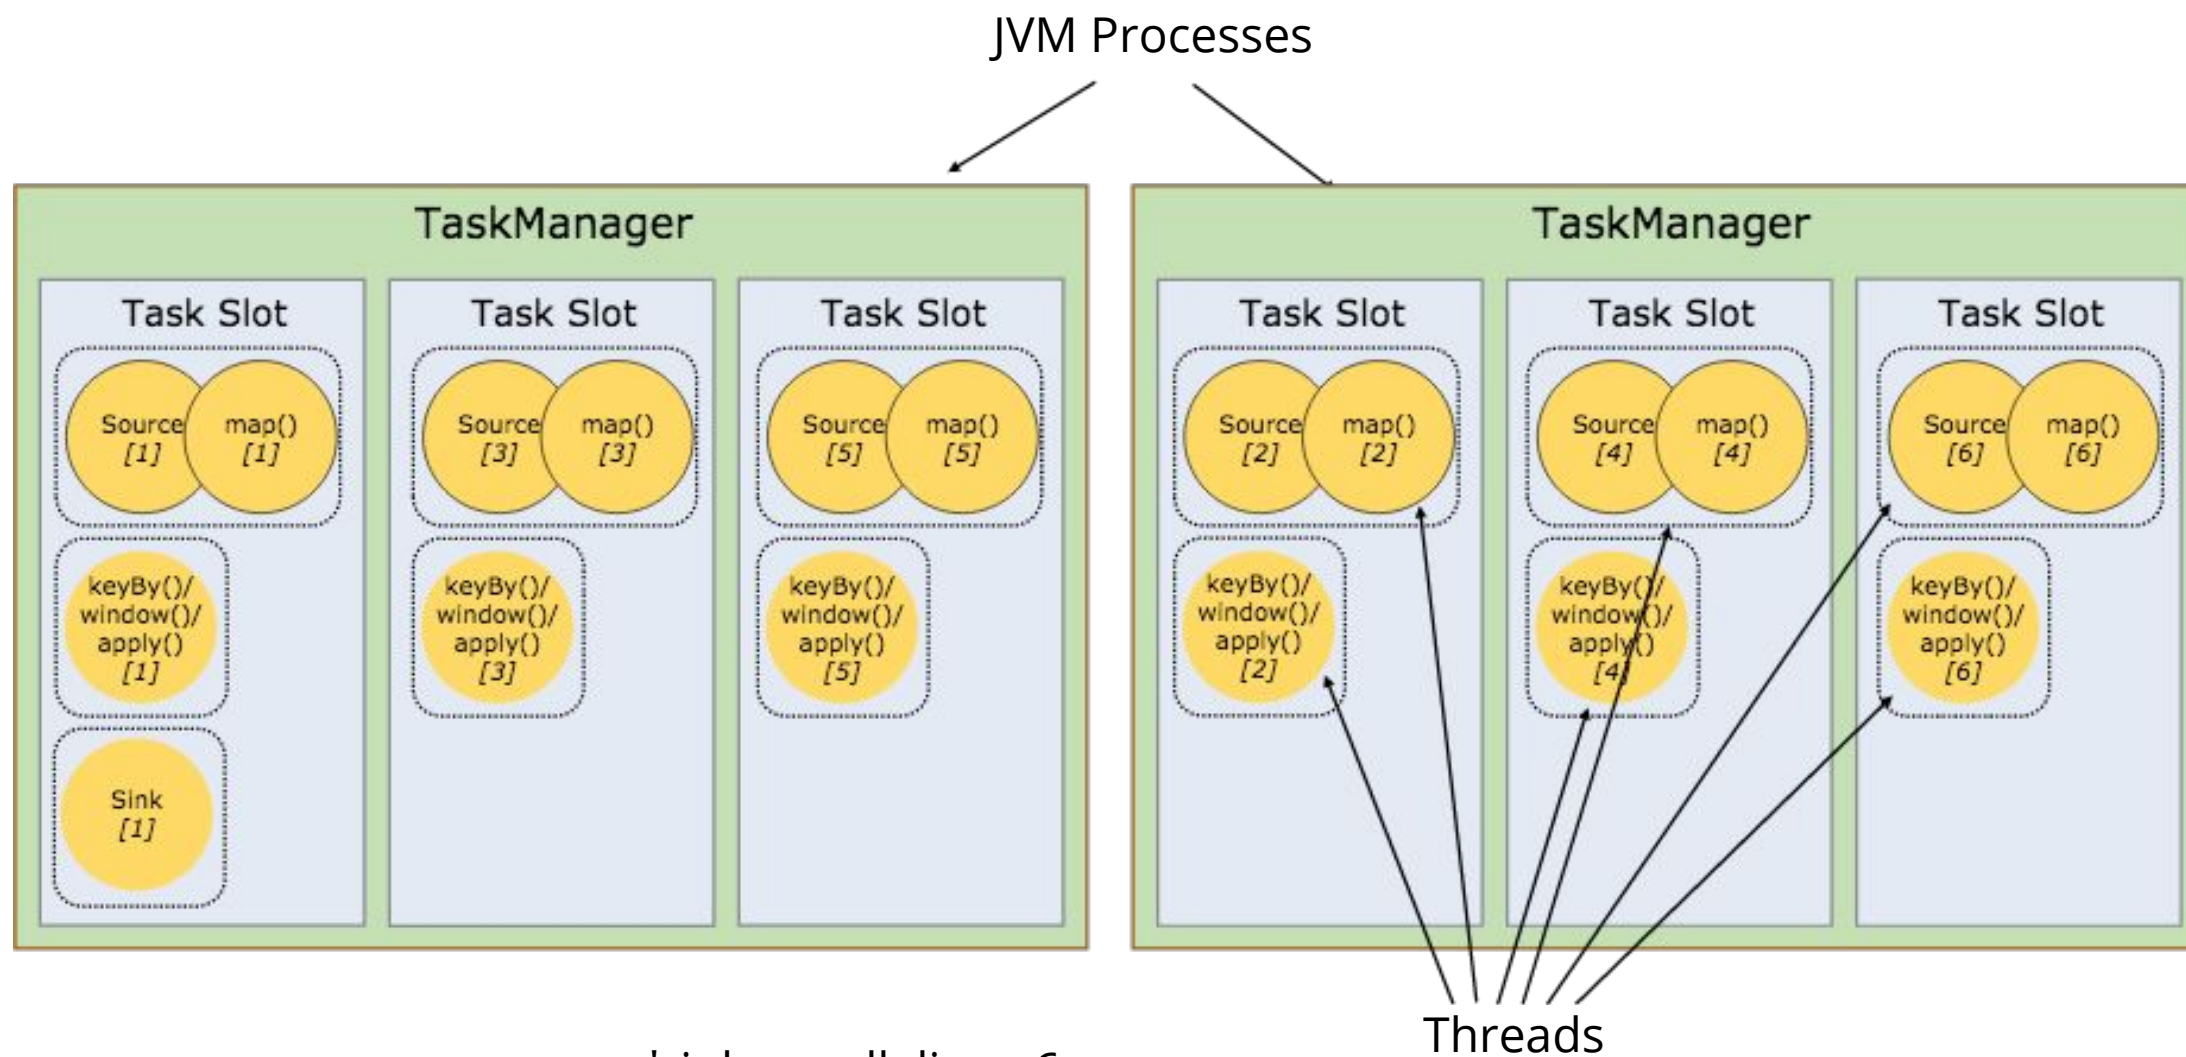 JVM Processes
TaskManager
Task Slot
Source
[1]
map()
[1]
keyBy()/
window()/
apply()
[1]
Sink
[1]
Task Slot
Source
[3]
map()
[3]
keyBy()/
window()/
apply()
[3]
Task Slot
Source
[5]
map()
[5]
keyBy()/
window()/
apply()
[5]
TaskManager
Task Slot
Source
[2]
map()
[2]
keyBy()/
window()/
apply()
[2]
Task Slot
Source
[4]
map()
[4]
keyBy()/
window()/
apply()
[4]
Task Slot
Source
[6]
map()
[6]
keyBy()/
window()/
apply()
[6]
Threads